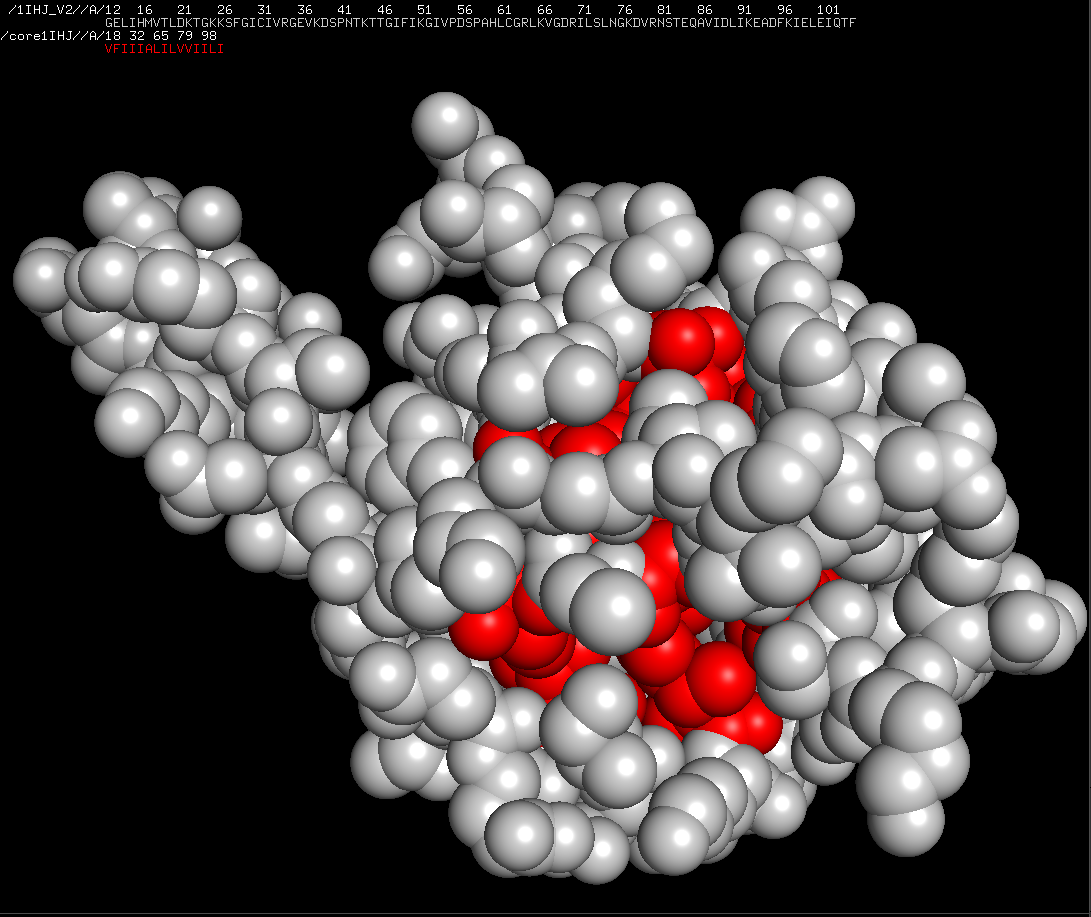 /1IHJ_V2//A/12 16 21 26 31 36 41 46 51 56 61 66 71 76 81 86 91 96 101
GELIHMVTLDKTGKKSFGICIVRGEVKDSPNTKTTGIFIKGIVPDSPAHLCGRLKVGDRILSLNGKDVRNSTEQAVIDLIKEADFKIELEIQTF
/core1IHJ//A/18 32 65 79 98
VFIIIALILVVIILI